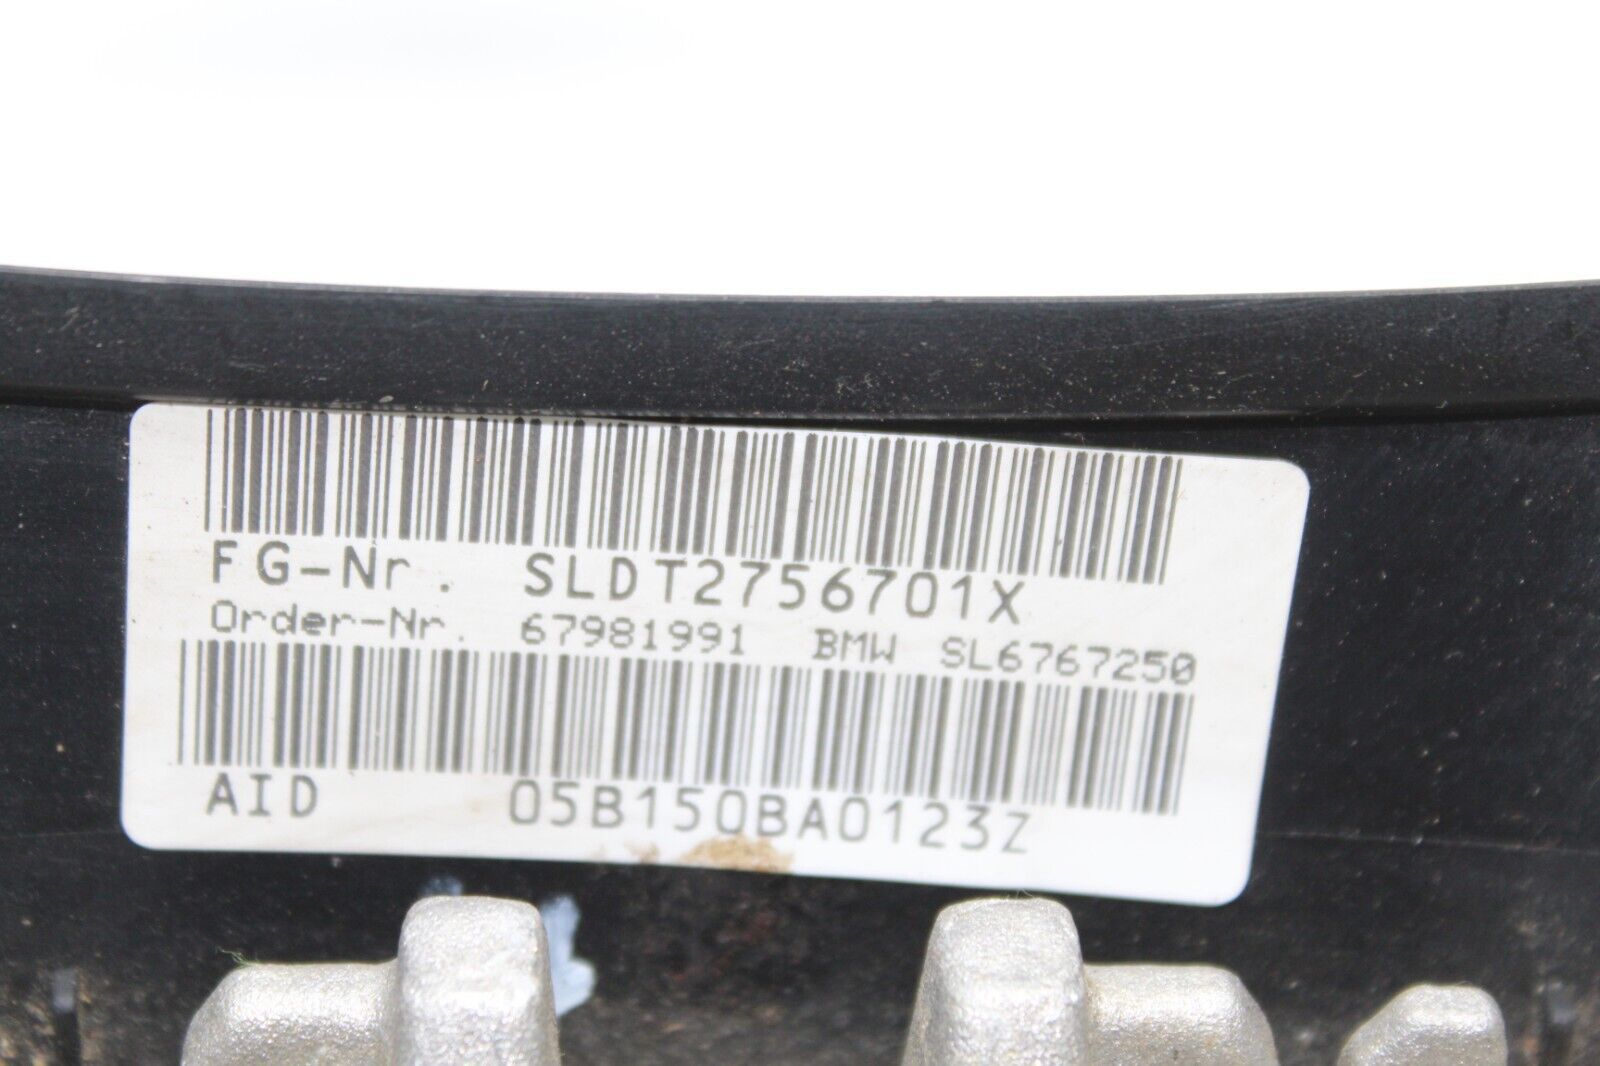 FG-Nr. SLDT2756701X
Order-Nr. 67981991 BMW SL6767250
AID 05B150BA0123Z